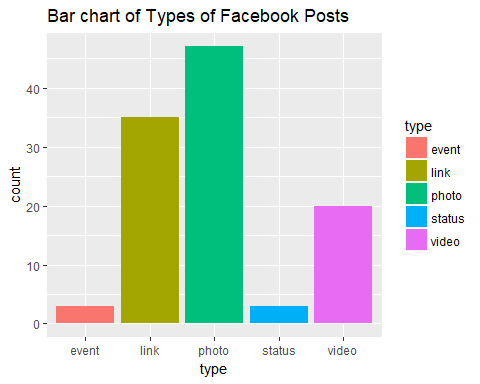 Bar chart of Types of Facebook Posts
count
40
30
20
10
0
event link photo status video
type
type
event
link
photo
status
video